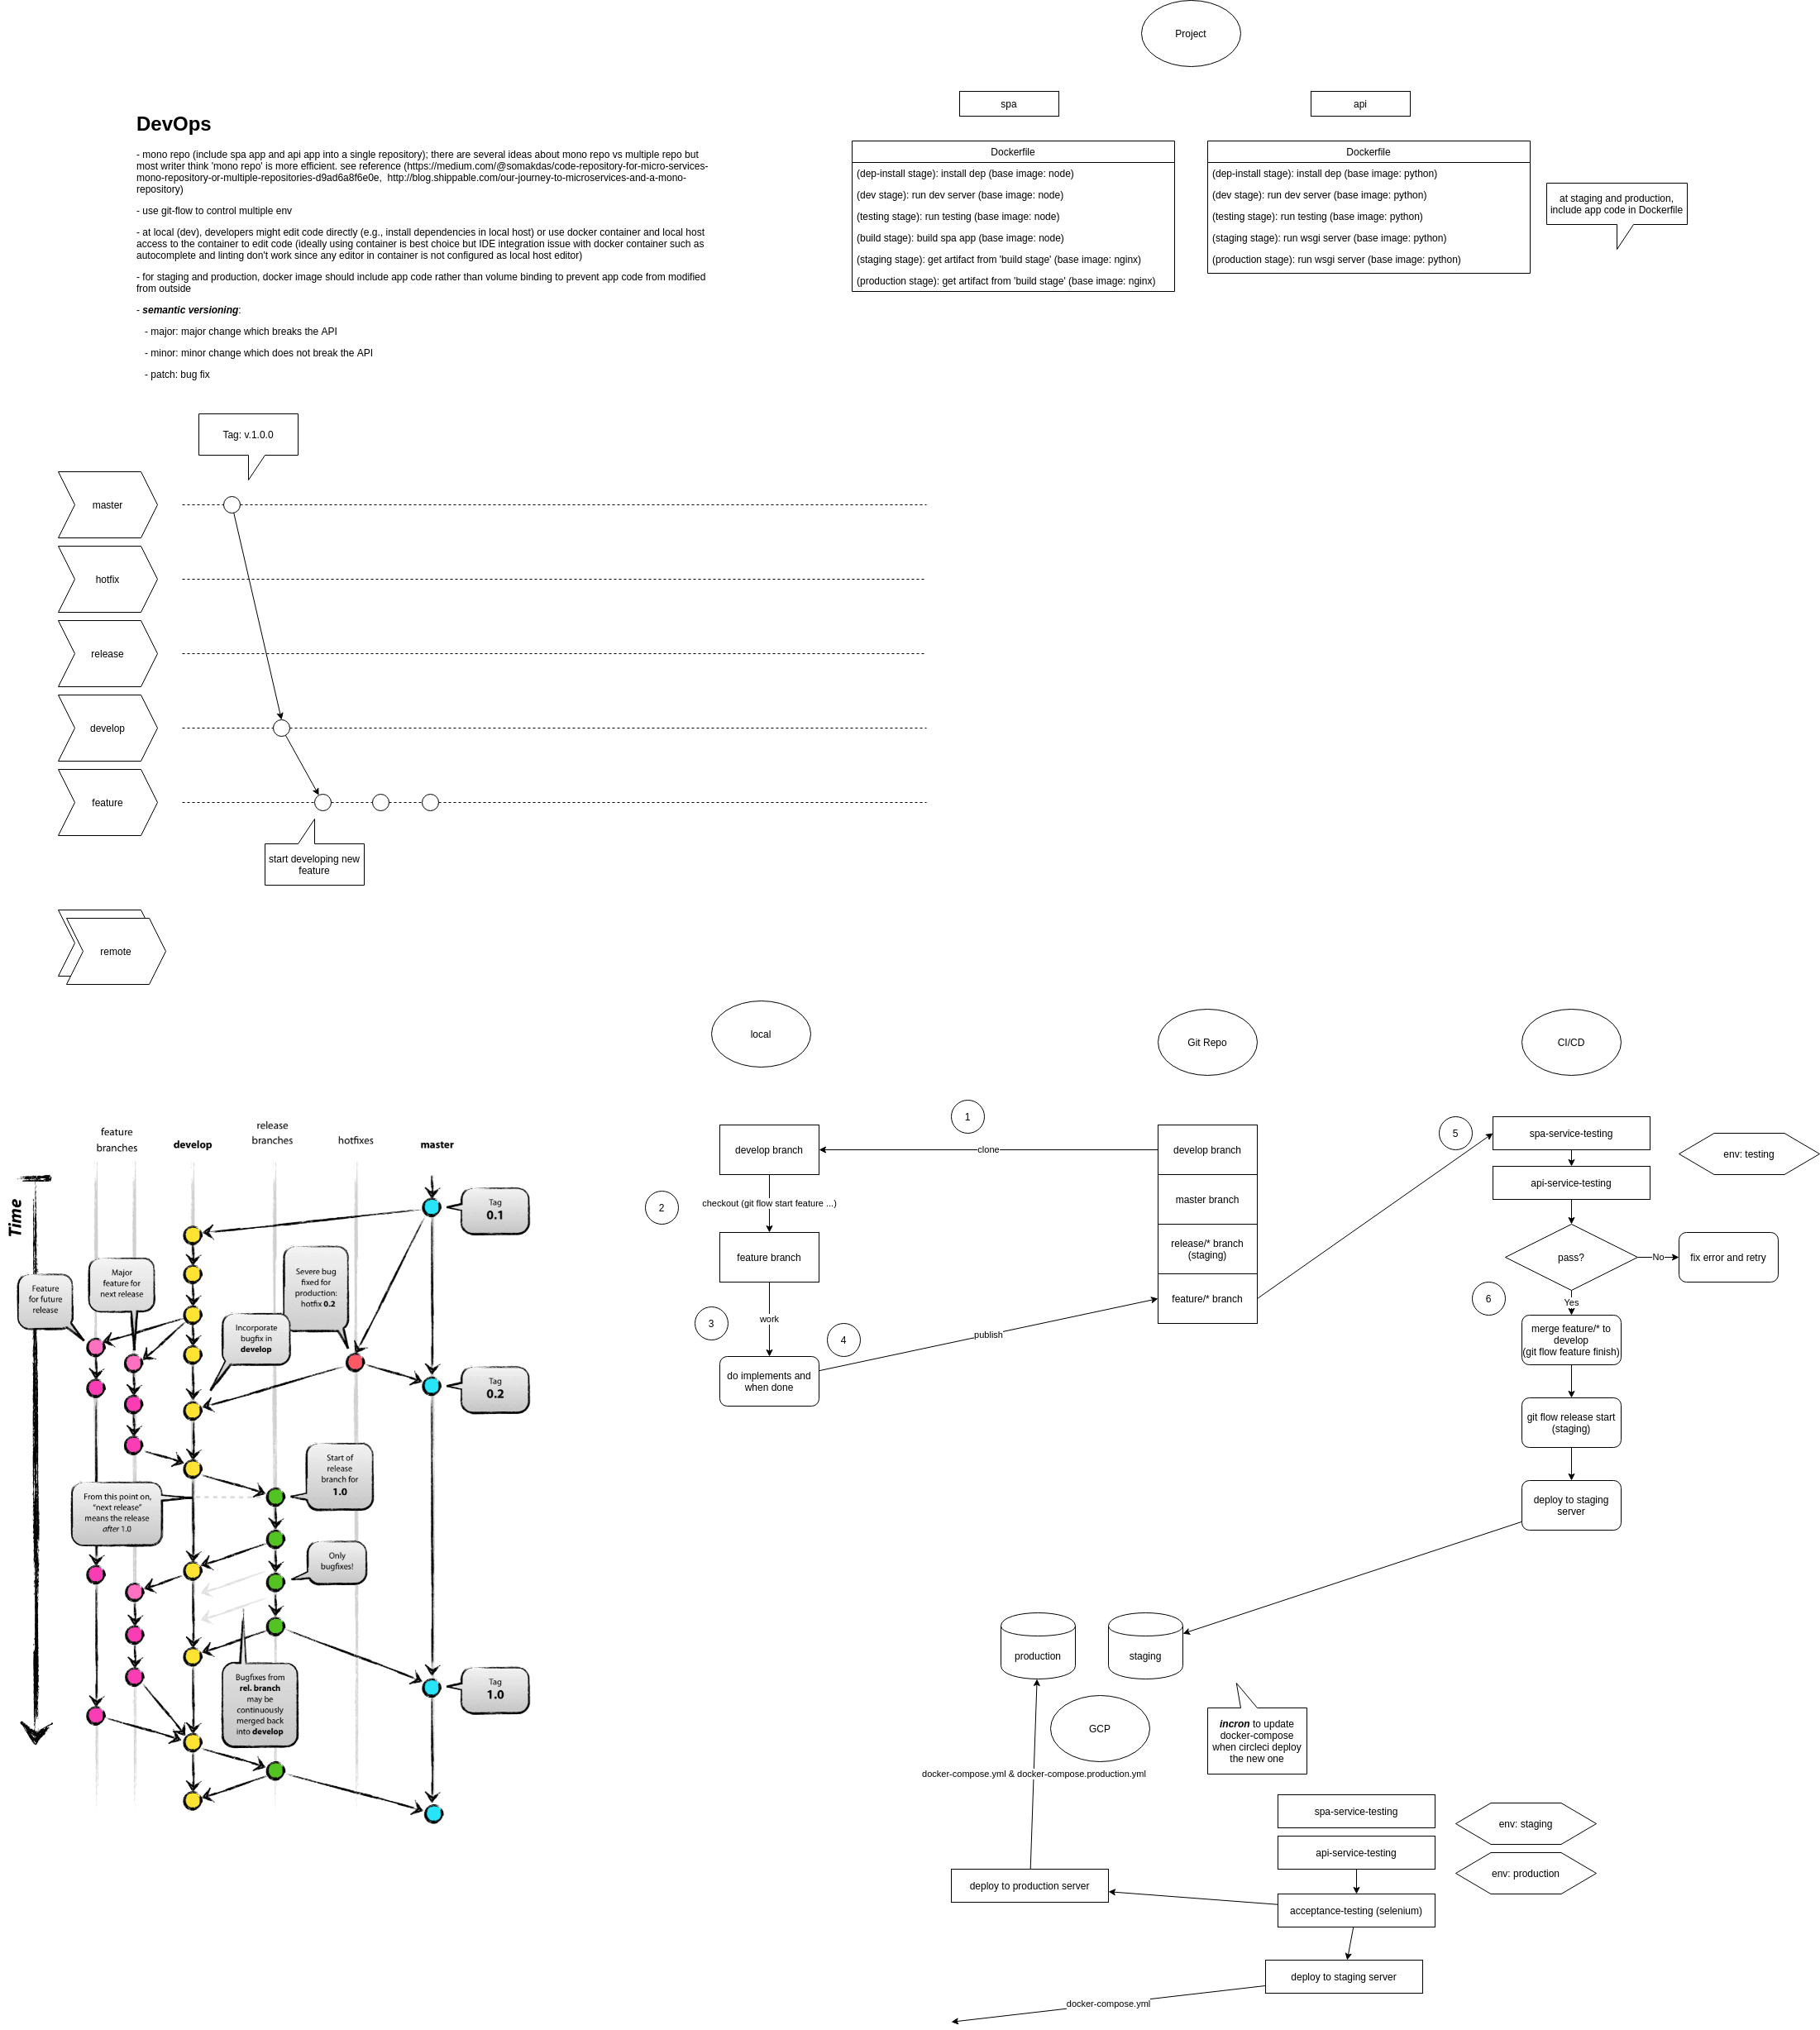 Project
spa
api
DevOps
- mono repo (include spa app and api app into a single repository); there are several ideas about mono repo vs multiple repo but
most writer think 'mono repo' is more efficient. see reference (https://medium.com/@somakdas/code-repository-for-micro-services-
mono-repository-or-multiple-repositories-d9ad6a8f6e0e,  http://blog.shippable.com/our-journey-to-microservices-and-a-mono-
repository)
- use git-flow to control multiple env
- at local (dev), developers might edit code directly (e.g., install dependencies in local host) or use docker container and local host
access to the container to edit code (ideally using container is best choice but IDE integration issue with docker container such as
autocomplete and linting don't work since any editor in container is not configured as local host editor)
- for staging and production, docker image should include app code rather than volume binding to prevent app code from modified
from outside
- semantic versioning:
- major: major change which breaks the API
- minor: minor change which does not break the API
- patch: bug fix
Dockerfile
(dep-install stage): install dep (base image: node)
(dev stage): run dev server (base image: node)
(testing stage): run testing (base image: node)
(build stage): build spa app (base image: node)
(staging stage): get artifact from 'build stage' (base image: nginx)
(production stage): get artifact from 'build stage' (base image: nginx)
Dockerfile
(dep-install stage): install dep (base image: python)
(dev stage): run dev server (base image: python)
(testing stage): run testing (base image: python)
(staging stage): run wsgi server (base image: python)
(production stage): run wsgi server (base image: python)
at staging and production,
include app code in Dockerfile
Tag: v.1.0.0
master
hotfix
release
develop
feature
start developing new
feature
remote
local
Git Repo
CI/CD
feature
branches
develop
release
branches
hotfixes
master
Time
Tag
0.1
Severe bug
fixed for
production:
hotfix 0.2
Major
feature for
next release
Feature
for future
release
Incorporate
bugfix in
develop
Tag
0.2
Start of
release
branch for
1.0
From this point on,
“next release”
means the release
after 1.0
Only
bugfixes!
Bugfixes from
rel. branch
may be
continuously
merged back
into develop
Tag
1.0
1
develop branch
clone
develop branch
2
checkout (git flow start feature ...)
master branch
feature branch
release/* branch
(staging)
feature/* branch
3
work
4
publish
do implements and
when done
5
spa-service-testing
env: testing
api-service-testing
pass?
No
fix error and retry
6
Yes
merge feature/* to
develop
(git flow feature finish)
git flow release start
(staging)
deploy to staging
server
production
staging
GCP
incron to update
docker-compose
when circleci deploy
the new one
docker-compose.yml & docker-compose.production.yml
spa-service-testing
env: staging
api-service-testing
env: production
deploy to production server
acceptance-testing (selenium)
deploy to staging server
docker-compose.yml